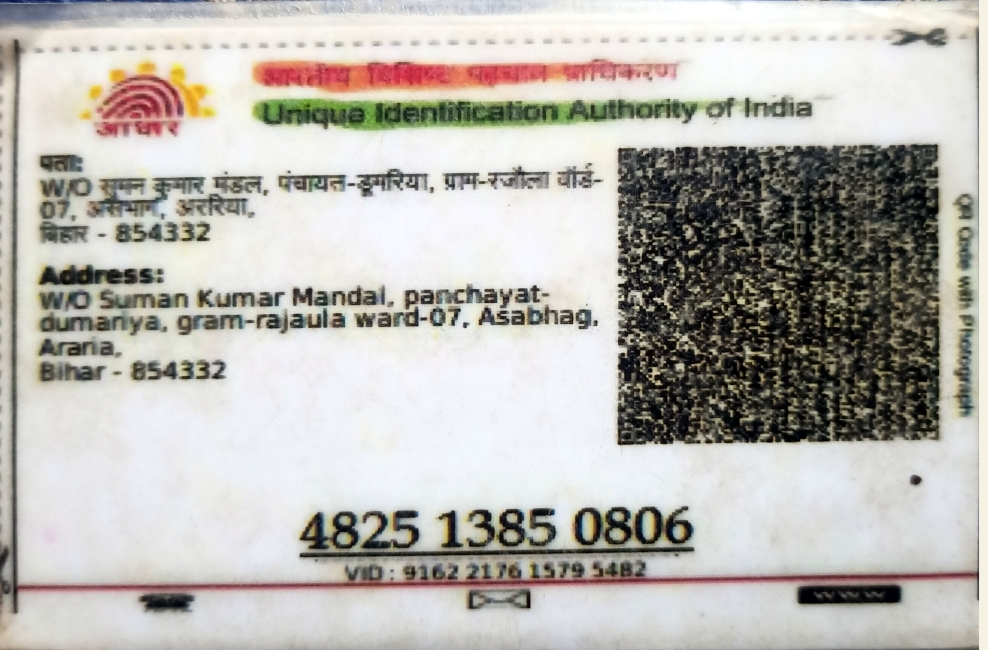 भारतीय विशिष्ट पहचान प्राधिकरण
Unique Identification Authority of India
आधार
पता:
W/O सुमन कुमार मंडल, पंचायत-डूमरिया, ग्राम-रजौला वॉर्ड-
07, असभाग, अररिया,
बिहार - 854332
Address:
W/O Suman Kumar Mandal, panchayat-
dumariya, gram-rajaula ward-07, Asabhag,
Araria,
Bihar - 854332
QR Code with Photograph
4825 1385 0806
VID : 9162 2176 1579 5482